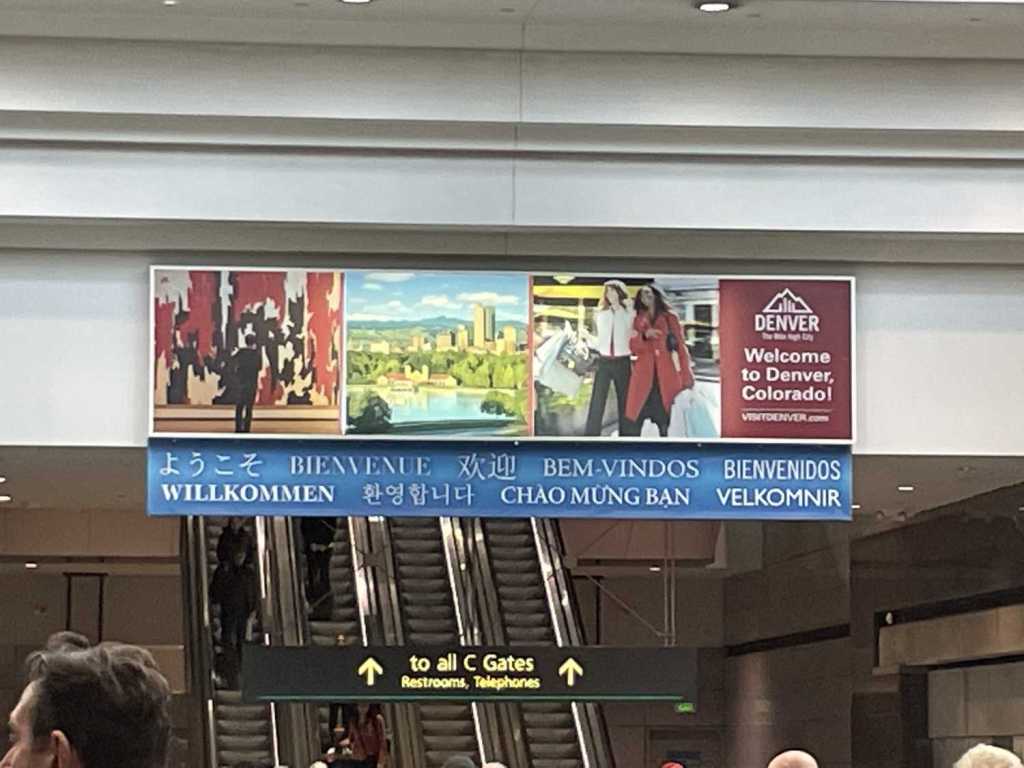 DENVER
The Mile High City
Welcome
to Denver,
Colorado!
VISITDENVER.com
ようこそ BIENVENUE 欢迎 BEM-VINDOS BIENVENIDOS
WILLKOMMEN 환영합니다 CHÀO MỪNG BẠN VELKOMNIR
to all C Gates
Restrooms, Telephones